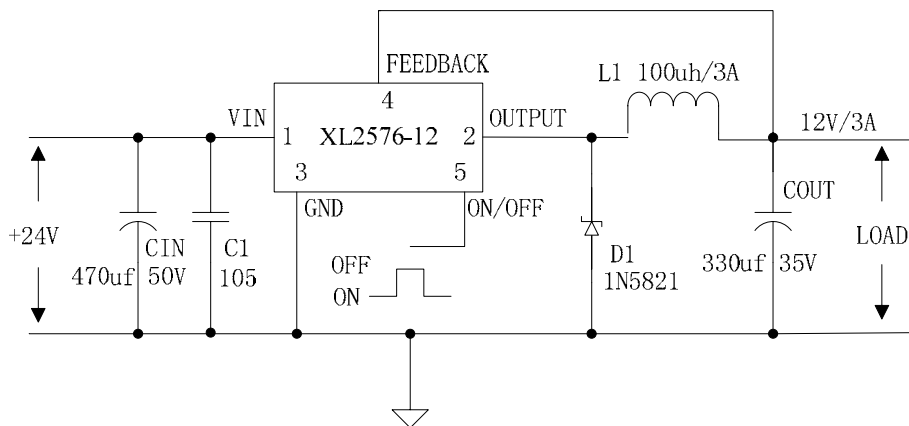 FEEDBACK
4
L1 100uh/3A
VIN
1
XL2576-12
2
OUTPUT
12V/3A
3
5
GND
ON/OFF
+24V
CIN
470uf 50V
C1
105
OFF
ON
D1
1N5821
COUT
330uf 35V
LOAD